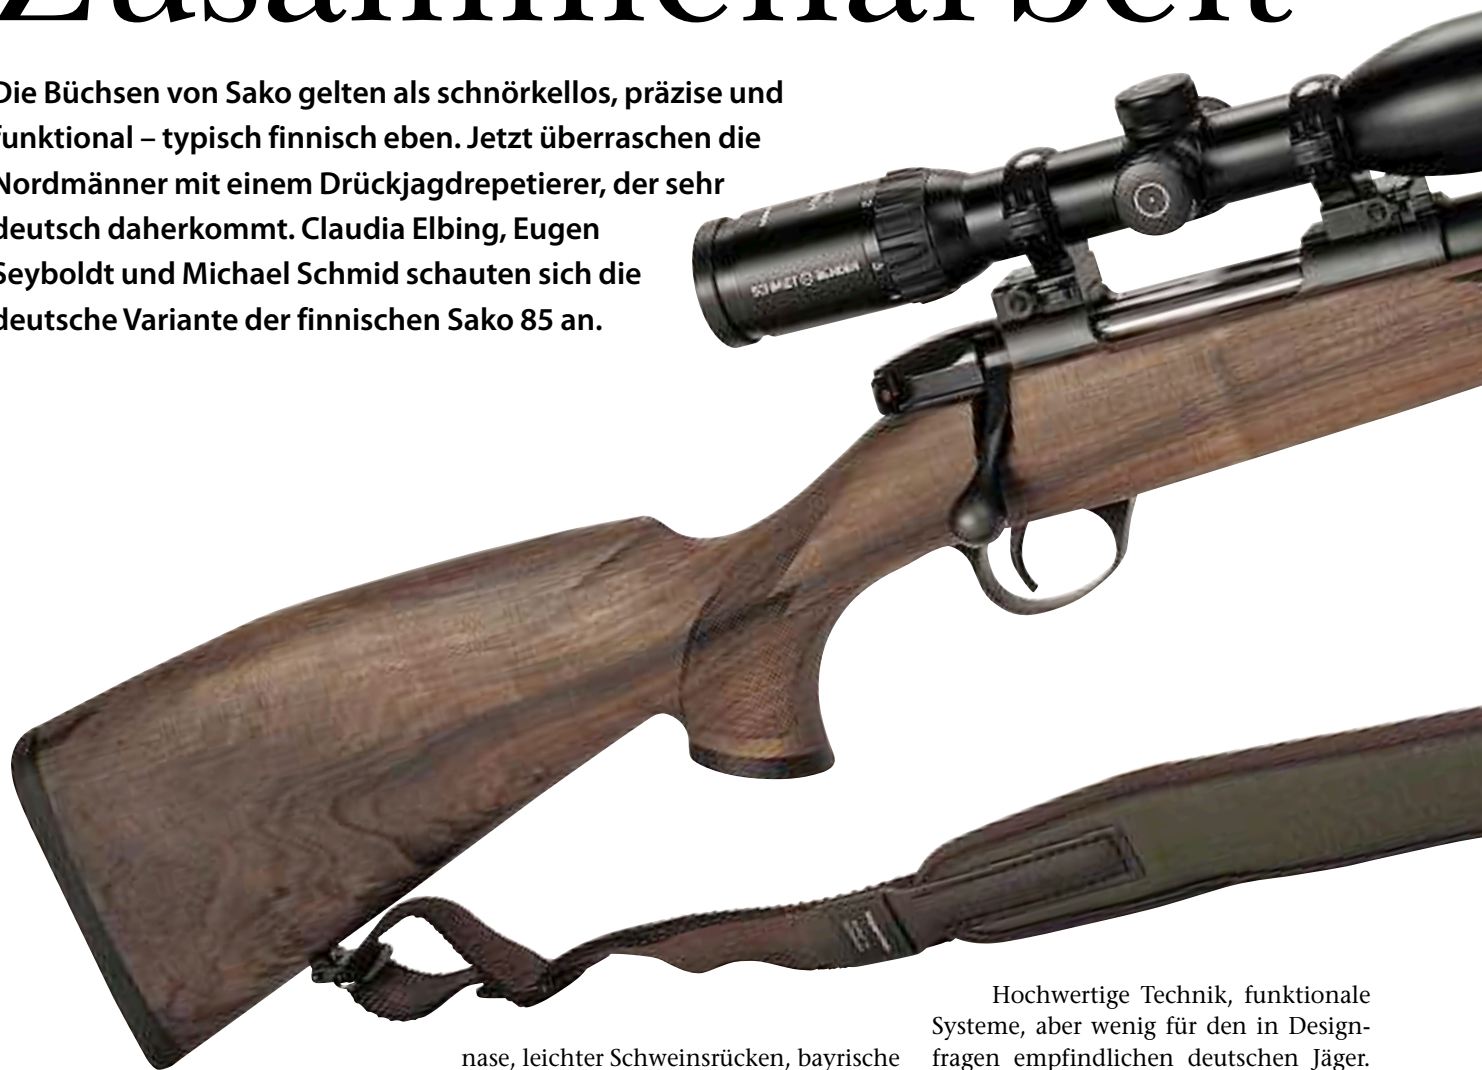 Zusammenarbeit
Die Büchsen von Sako gelten als schnörkellos, präzise und
funktional – typisch finnisch eben. Jetzt überraschen die
Nordmänner mit einem Drückjagdrepetierer, der sehr
deutsch daherkommt. Claudia Elbing, Eugen
Seyboldt und Michael Schmid schauten sich die
deutsche Variante der finnischen Sako 85 an.
SCHMIDT BENDER
nase, leichter Schweinsrücken, bayrische
Hochwertige Technik, funktionale
Systeme, aber wenig für den in Design-
fragen empfindlichen deutschen Jäger.